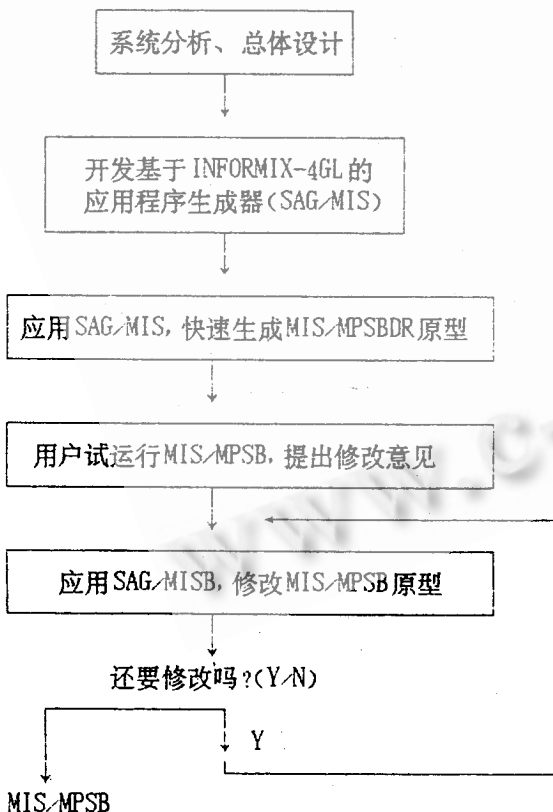 系统分析、总体设计
开发基于INFORMIX-4GL的
应用程序生成器(SAG/MIS)
应用SAG/MIS,快速生成MIS/MPSBDR原型
用户试运行MIS/MPSB,提出修改意见
应用SAG/MISB,修改MIS/MPSB原型
还要修改吗?(Y/N)
Y
MIS/MPSB